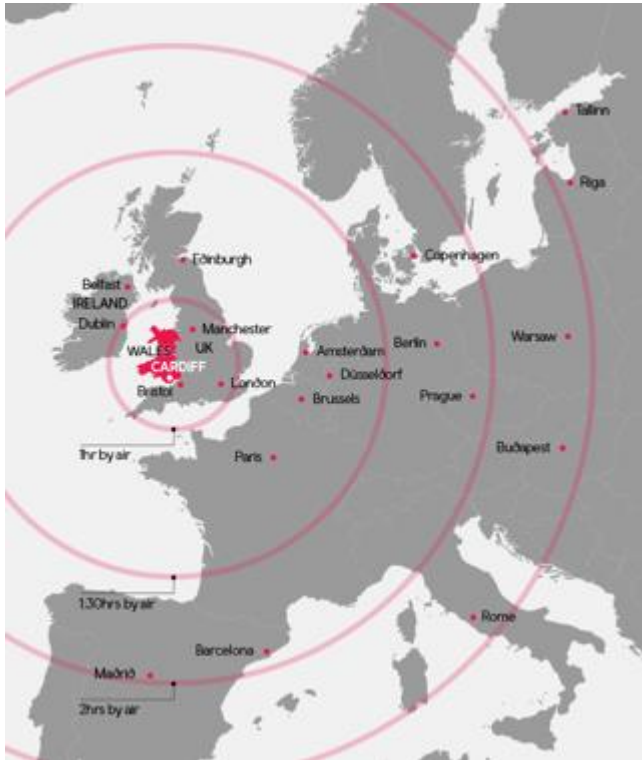 Tallinn
Riga
Edinburgh
Copenhagen
Belfast
IRELAND
Dublin
Manchester
UK
WALES
CARDIFF
Bristol
London
Amsterdam
Berlin
Warsaw
Düsseldorf
Brussels
Prague
Budapest
1hr by air
Paris
1.30hrs by air
Rome
Barcelona
Madrid
2hrs by air